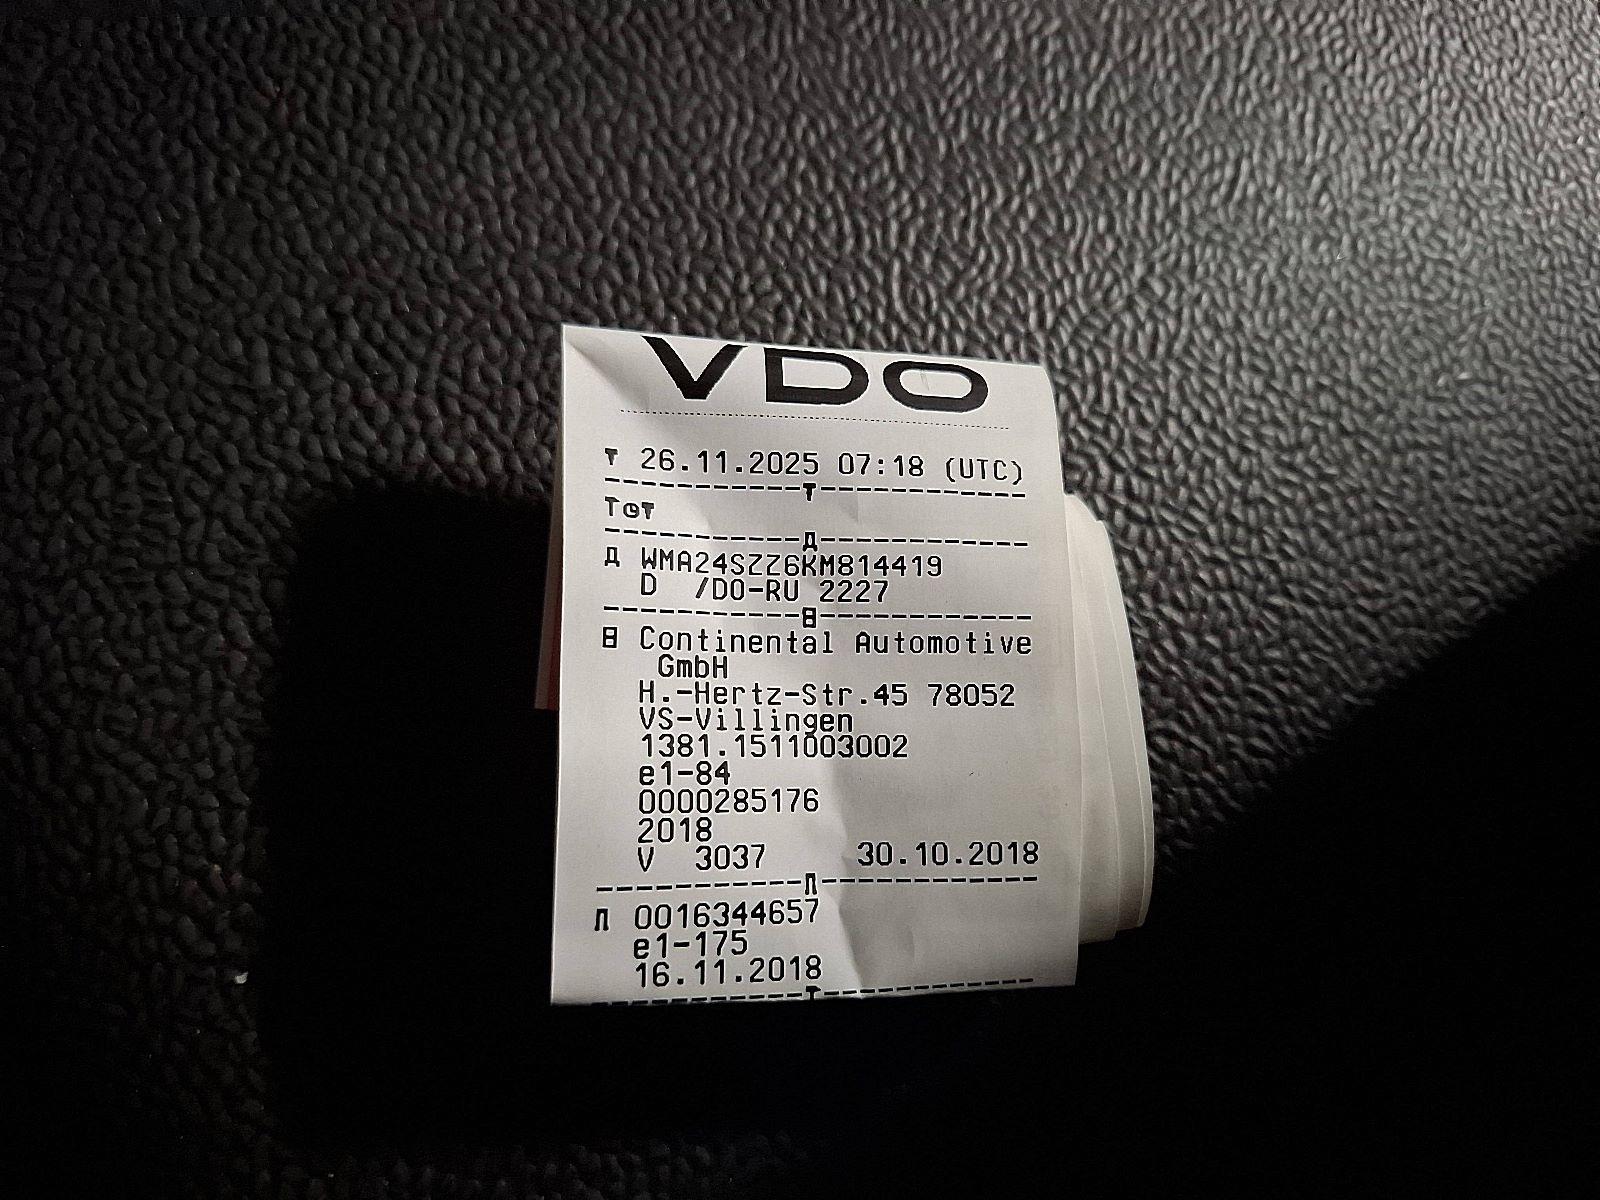 VDO
▼ 26.11.2025 07:18 (UTC)
T⊙▼
WMA24SZZ6KM814419
D /DO-RU 2227
Continental Automotive
GmbH
H.-Hertz-Str.45 78052
VS-Villingen
1381.1511003002
e1-84
0000285176
2018
V 3037 30.10.2018
0016344657
e1-175
16.11.2018